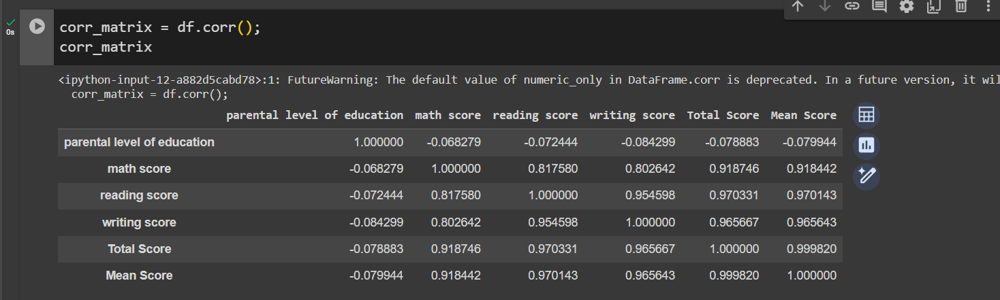 corr_matrix = df.corr();
0s
corr_matrix
<ipython-input-12-a882d5cabd78>:1: FutureWarning: The default value of numeric_only in DataFrame.corr is deprecated. In a future version, it wil
corr_matrix = df.corr();
parental level of education math score reading score writing score Total Score Mean Score
parental level of education 1.000000 -0.068279 -0.072444 -0.084299 -0.078883 -0.079944
math score -0.068279 1.000000 0.817580 0.802642 0.918746 0.918442
reading score -0.072444 0.817580 1.000000 0.954598 0.970331 0.970143
writing score -0.084299 0.802642 0.954598 1.000000 0.965667 0.965643
Total Score -0.078883 0.918746 0.970331 0.965667 1.000000 0.999820
Mean Score -0.079944 0.918442 0.970143 0.965643 0.999820 1.000000